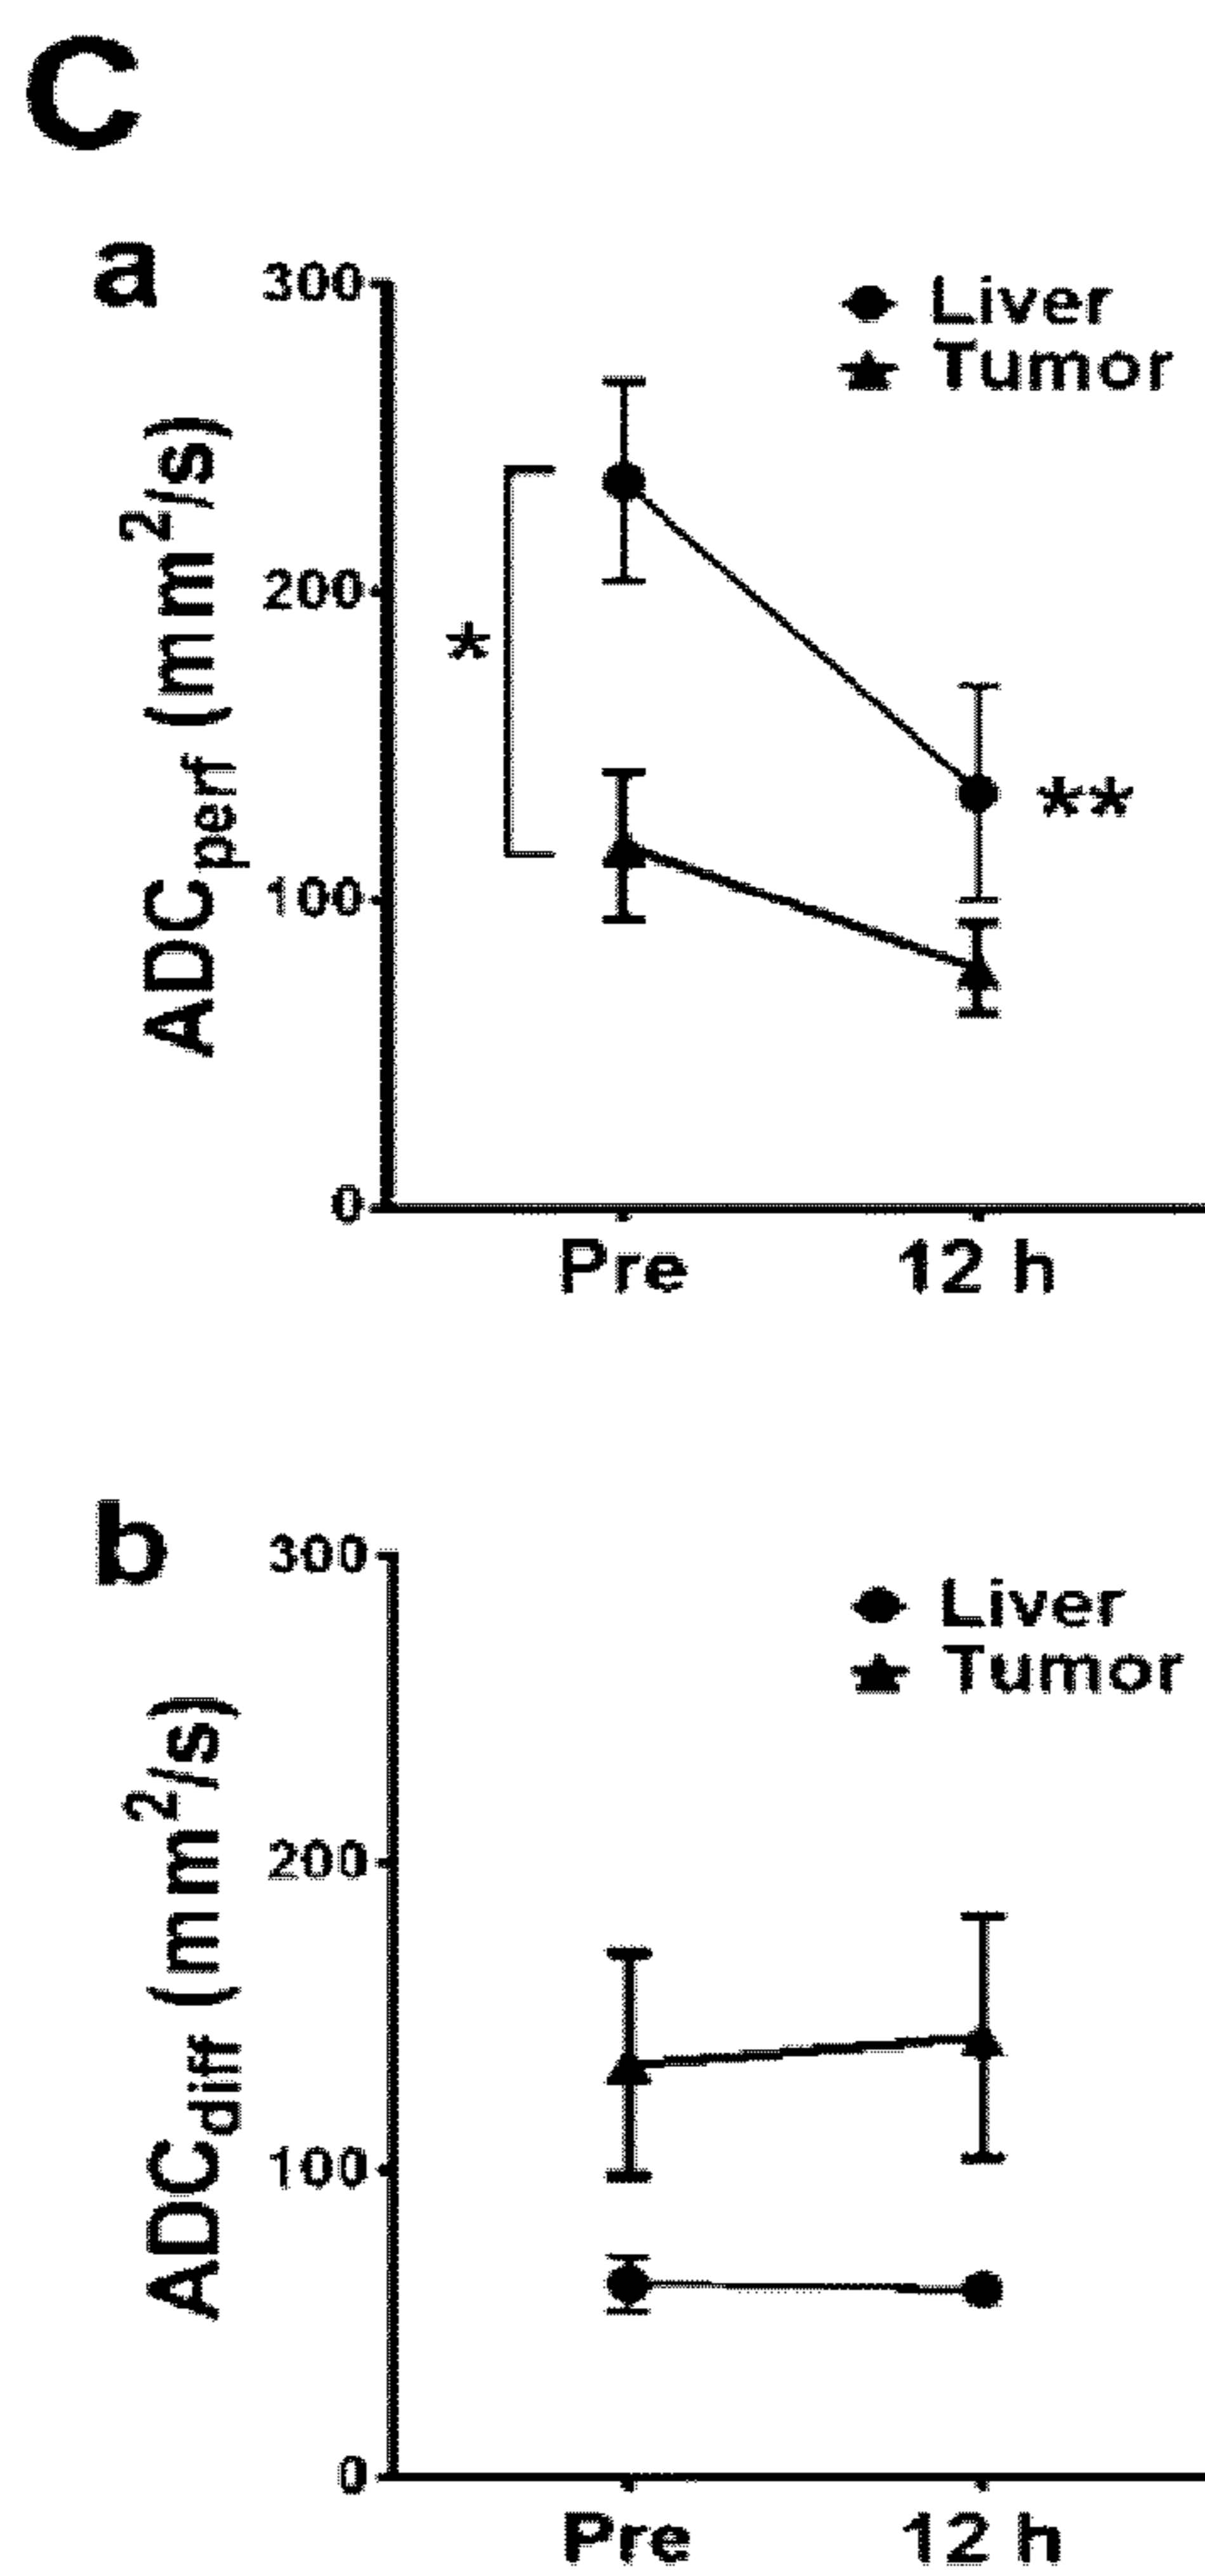 C
a
300
200
100
0
ADCperf (mm2/s)
Liver
Tumor
*
**
Pre
12 h
b
300
200
100
0
ADCdiff (mm2/s)
Liver
Tumor
Pre
12 h